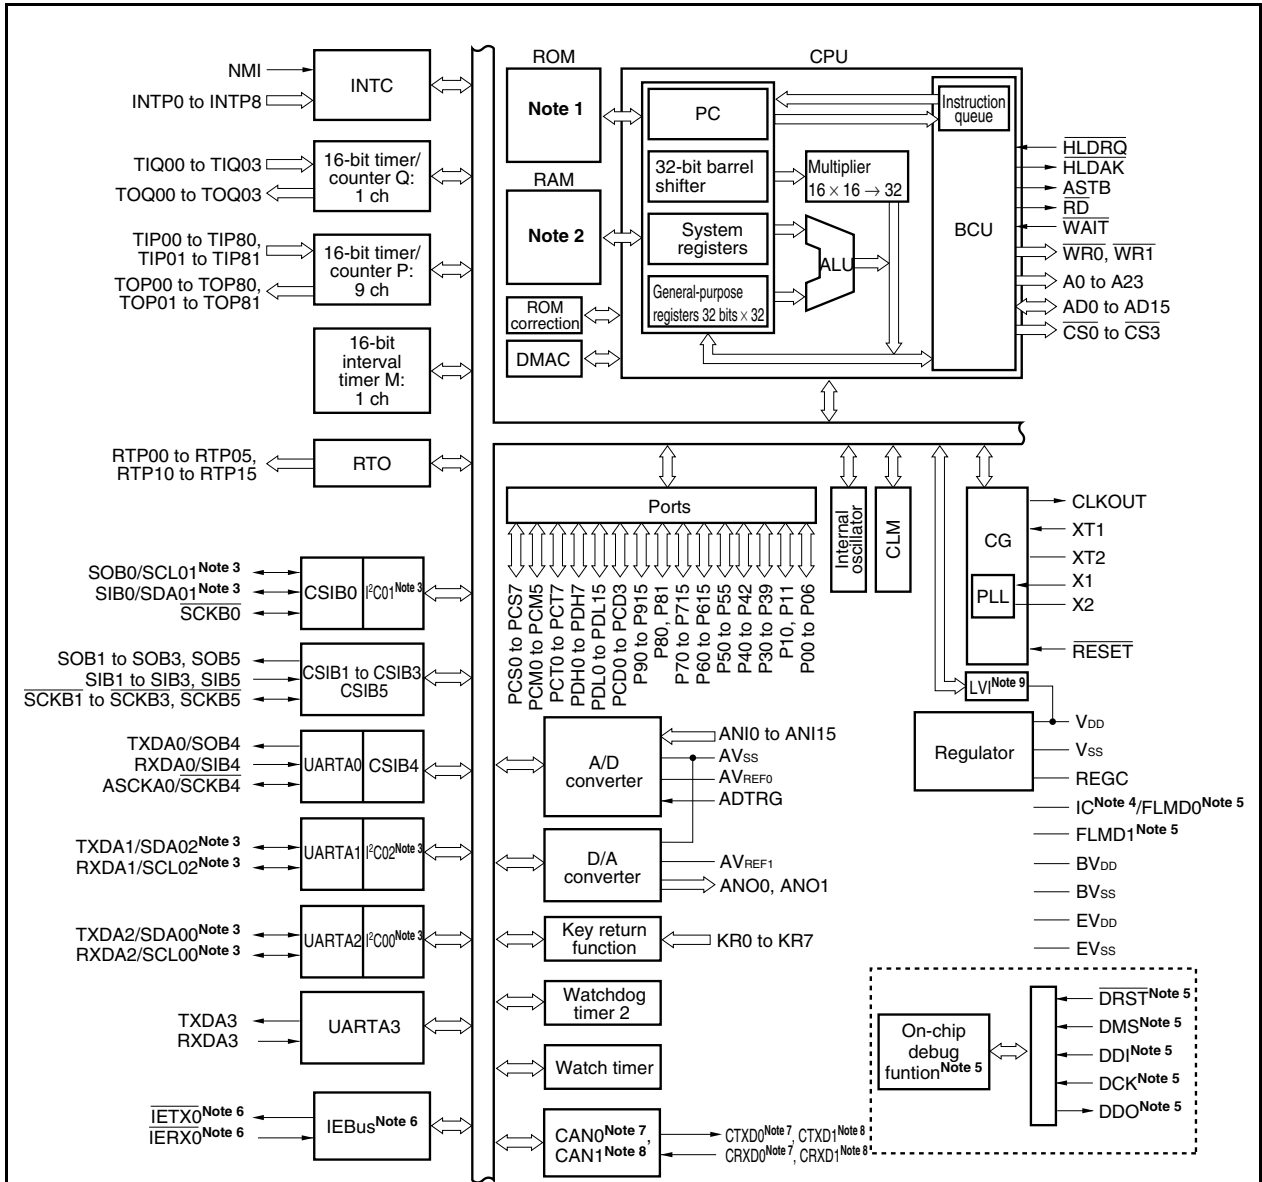 NMI
INTP0 to INTP8
INTC
TIQ00 to TIQ03
TOQ00 to TOQ03
16-bit timer/
counter Q:
1 ch
TIP00 to TIP80,
TIP01 to TIP81
TOP00 to TOP80,
TOP01 to TOP81
16-bit timer/
counter P:
9 ch
16-bit
interval
timer M:
1 ch
RTP00 to RTP05,
RTP10 to RTP15
RTO
SOB0/SCL01Note 3
SIB0/SDA01Note 3
SCKB0
CSIB0
I2C01Note 3
SOB1 to SOB3, SOB5
SIB1 to SIB3, SIB5
SCKB1 to SCKB3, SCKB5
CSIB1 to CSIB3
CSIB5
TXDA0/SOB4
RXDA0/SIB4
ASCKA0/SCKB4
UARTA0
CSIB4
TXDA1/SDA02Note 3
RXDA1/SCL02Note 3
UARTA1
I2C02Note 3
TXDA2/SDA00Note 3
RXDA2/SCL00Note 3
UARTA2
I2C00Note 3
TXDA3
RXDA3
UARTA3
IETX0Note 6
IERX0Note 6
IEBusNote 6
ROM
Note 1
RAM
Note 2
ROM
correction
DMAC
CPU
PC
32-bit barrel
shifter
System
registers
General-purpose
registers 32 bits × 32
Multiplier
16 × 16 → 32
ALU
Instruction
queue
BCU
HLDRQ
HLDAK
ASTB
RD
WAIT
WR0, WR1
A0 to A23
AD0 to AD15
CS0 to CS3
Ports
PCS0 to PCS7
PCM0 to PCM5
PCT0 to PCT7
PDH0 to PDH7
PDL0 to PDL15
PCD0 to PCD3
P90 to P915
P80, P81
P70 to P715
P60 to P615
P50 to P55
P40 to P42
P30 to P39
P10, P11
P00 to P06
Internal
oscillator
CLM
CG
PLL
CLKOUT
XT1
XT2
X1
X2
RESET
LVINote 9
Regulator
VDD
VSS
REGC
ICNote 4/FLMD0Note 5
FLMD1Note 5
BVDD
BVSS
EVDD
EVSS
A/D
converter
ANI0 to ANI15
AVSS
AVREF0
ADTRG
D/A
converter
AVREF1
ANO0, ANO1
Key return
function
KR0 to KR7
Watchdog
timer 2
Watch timer
CAN0Note 7,
CAN1Note 8
CTXD0Note 7, CTXD1Note 8
CRXD0Note 7, CRXD1Note 8
On-chip
debug
funtionNote 5
DRSTNote 5
DMSNote 5
DDINote 5
DCKNote 5
DDONote 5